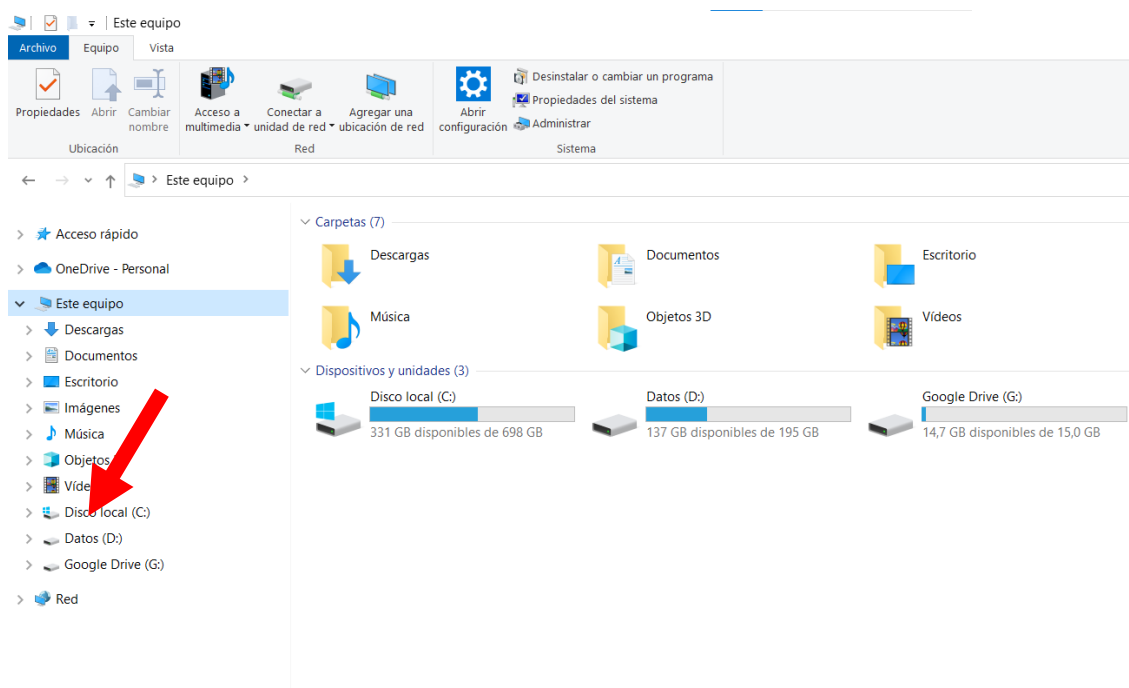 Este equipo
Archivo Equipo Vista
Propiedades Abrir Cambiar nombre Acceso a multimedia Conectar a unidad de red Agregar una ubicación de red Abrir configuración
Desinstalar o cambiar un programa
Propiedades del sistema
Administrar
Ubicación Red Sistema
Este equipo
Acceso rápido
OneDrive - Personal
Este equipo
Descargas
Documentos
Escritorio
Imágenes
Música
Objetos
Disco local (C:)
Datos (D:)
Google Drive (G:)
Red
Carpetas (7)
Descargas Documentos Escritorio
Música Objetos 3D Vídeos
Dispositivos y unidades (3)
Disco local (C:) Datos (D:) Google Drive (G:)
331 GB disponibles de 698 GB 137 GB disponibles de 195 GB 14,7 GB disponibles de 15,0 GB